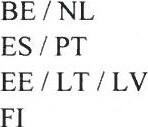 BE / NL
ES / PT
EE / LT / LV
FI